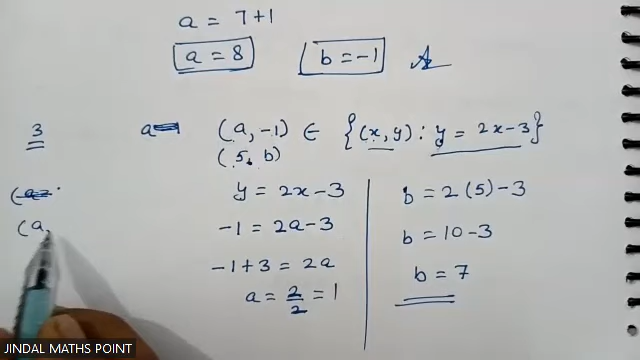 a = 7+1
a = 8 b = -1 A
3 (a, -1) ∈ {(x, y) : y = 2x-3}
(5, b)
y = 2x-3
-1 = 2a-3
-1+3 = 2a
a = 2/2 = 1
b = 2(5)-3
b = 10-3
b = 7
(a,
JINDAL MATHS POINT